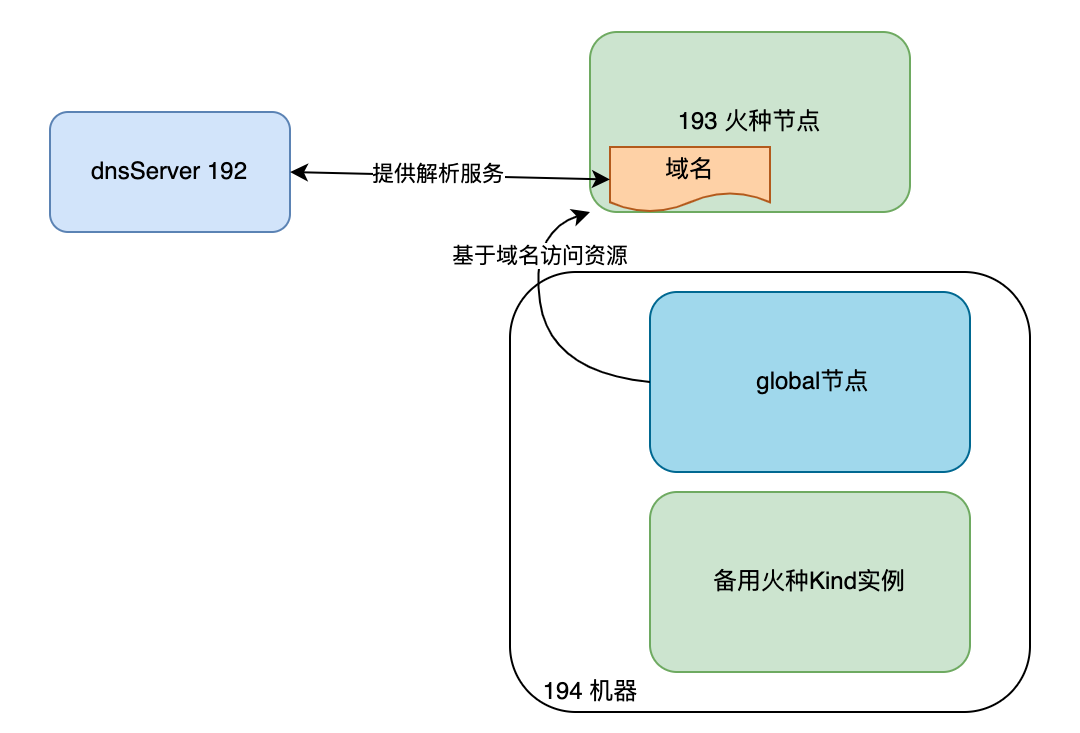 193 火种节点
域名
dnsServer 192
提供解析服务
基于域名访问资源
global节点
备用火种Kind实例
194 机器